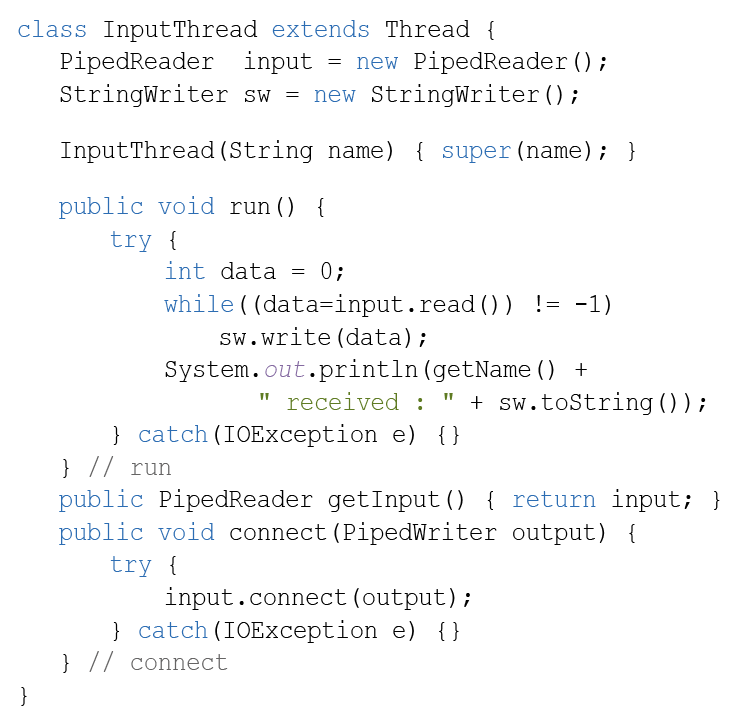 class InputThread extends Thread {
PipedReader  input = new PipedReader();
StringWriter sw = new StringWriter();
InputThread(String name) { super(name); }
public void run() {
try {
int data = 0;
while((data=input.read()) != -1)
sw.write(data);
System.out.println(getName() +
" received : " + sw.toString());
} catch(IOException e) {}
} // run
public PipedReader getInput() { return input; }
public void connect(PipedWriter output) {
try {
input.connect(output);
} catch(IOException e) {}
} // connect
}